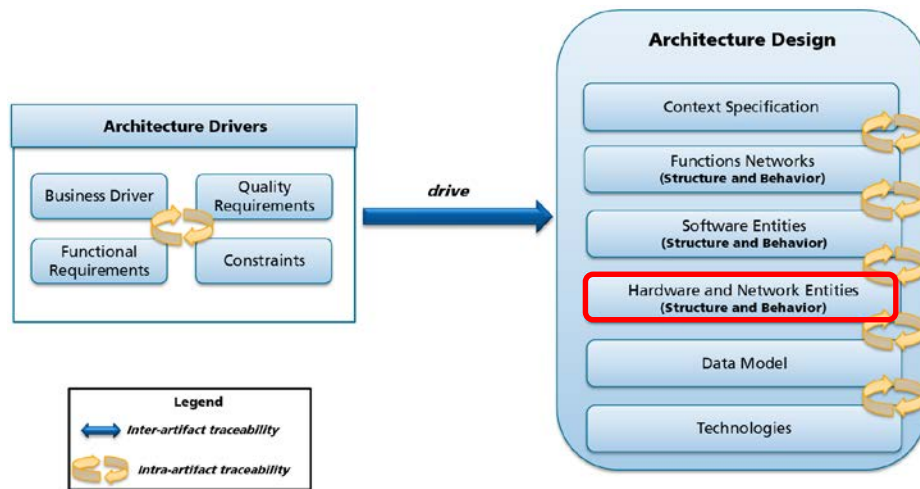 Architecture Drivers
Business Driver
Quality
Requirements
Functional
Requirements
Constraints
drive
Architecture Design
Context Specification
Functions Networks
(Structure and Behavior)
Software Entities
(Structure and Behavior)
Hardware and Network Entities
(Structure and Behavior)
Data Model
Technologies
Legend
Inter-artifact traceability
Intra-artifact traceability